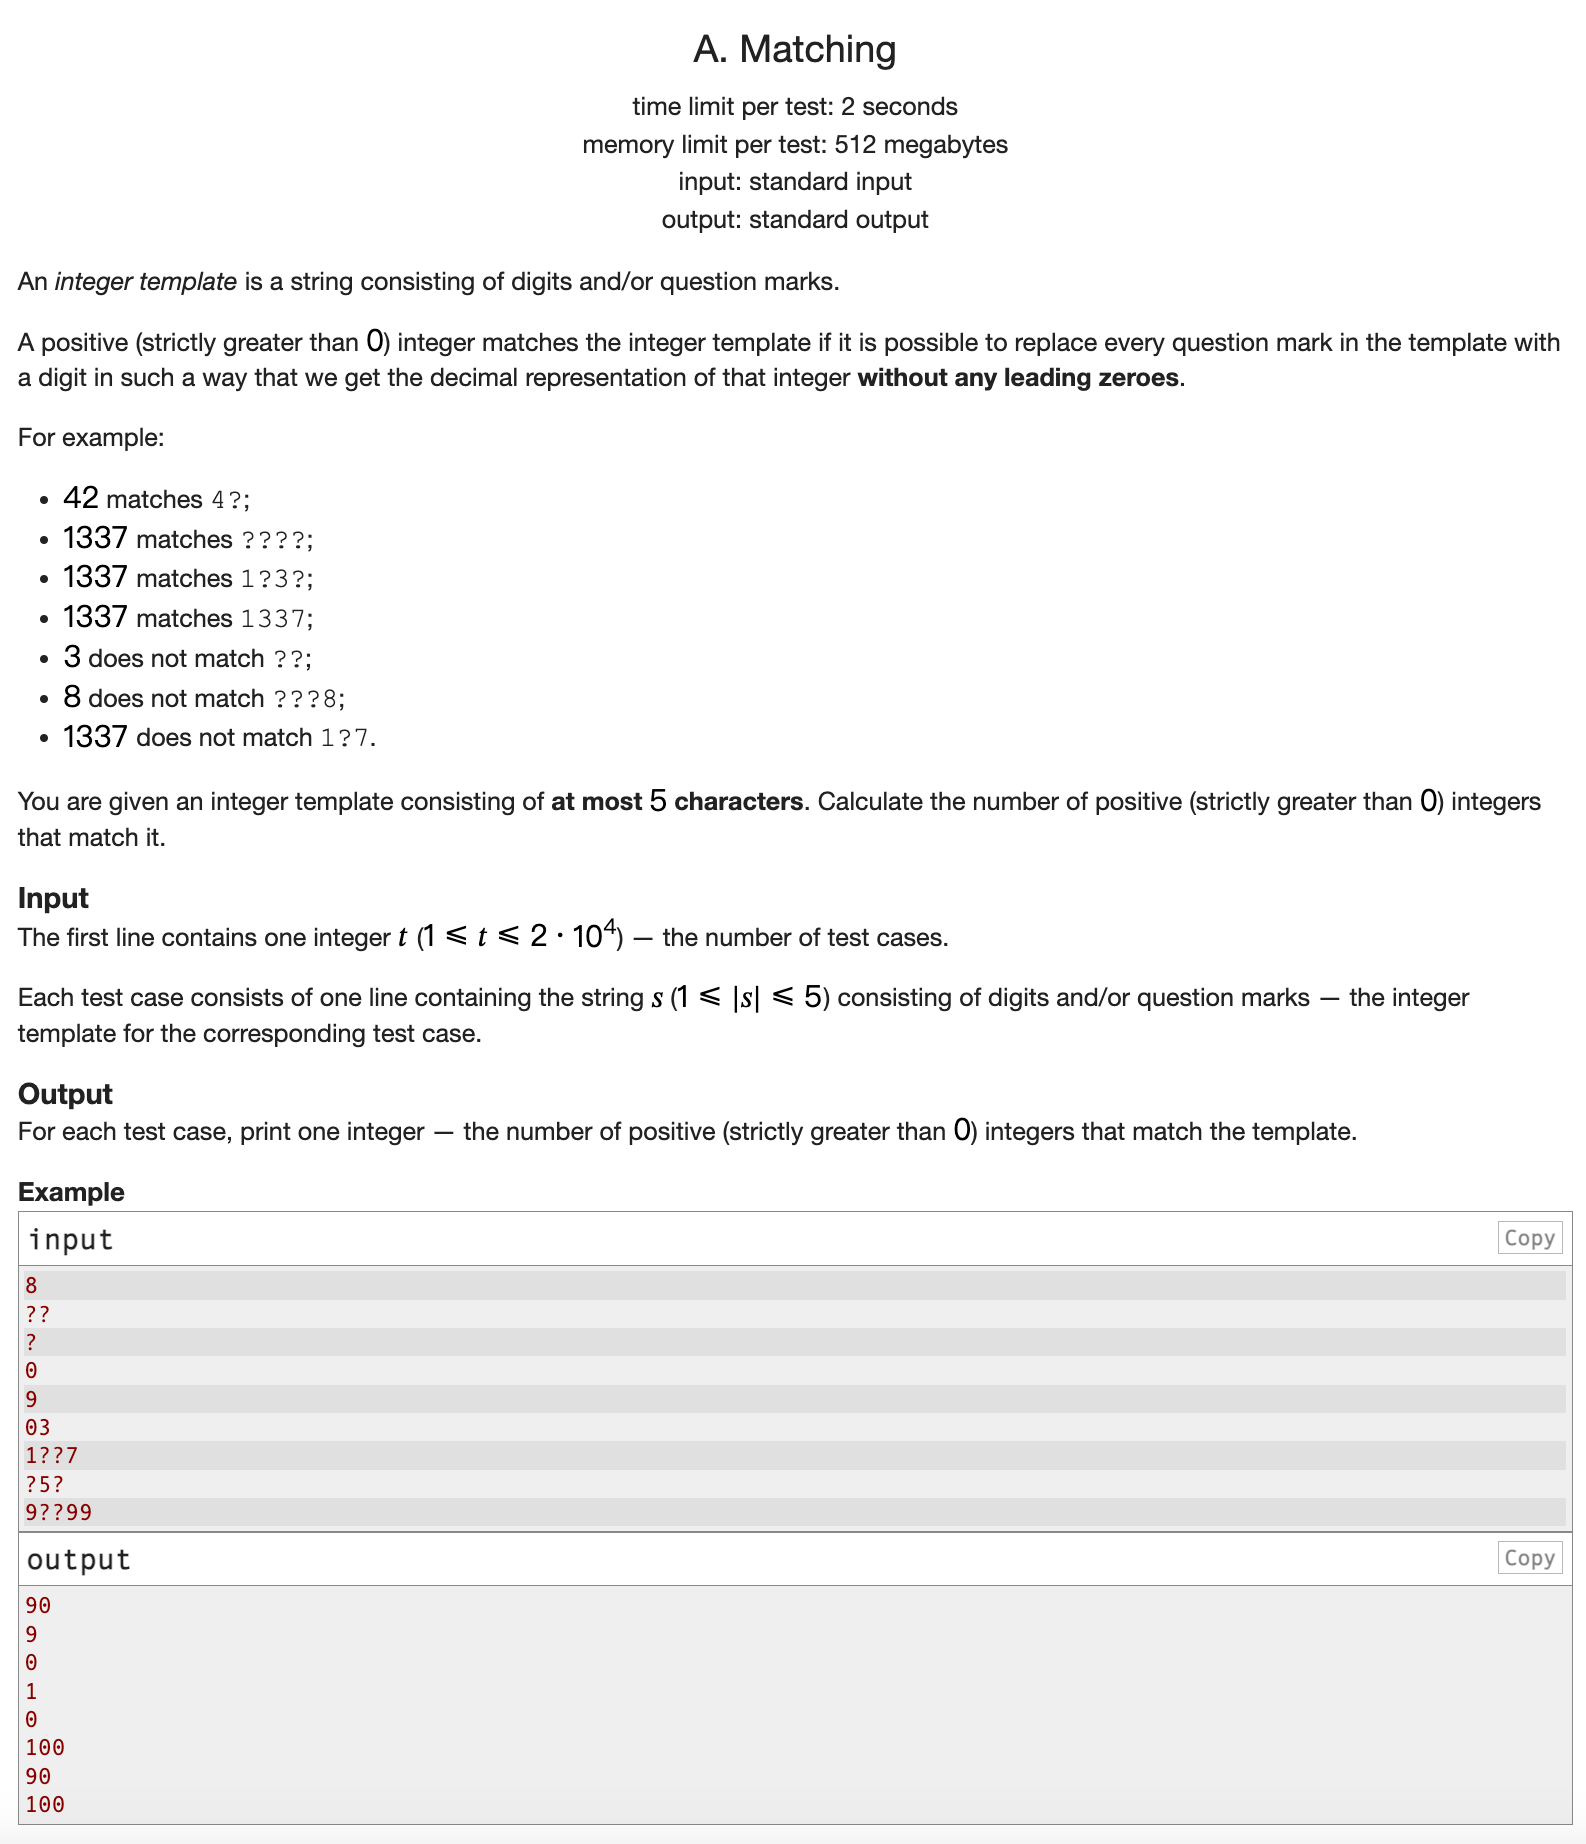 A. Matching
time limit per test: 2 seconds
memory limit per test: 512 megabytes
input: standard input
output: standard output
An integer template is a string consisting of digits and/or question marks.
A positive (strictly greater than 0) integer matches the integer template if it is possible to replace every question mark in the template with
a digit in such a way that we get the decimal representation of that integer without any leading zeroes.
For example:
• 42 matches 4?;
• 1337 matches ????;
• 1337 matches 1?3?;
• 1337 matches 1337;
• 3 does not match ??;
• 8 does not match ???8;
• 1337 does not match 1?7.
You are given an integer template consisting of at most 5 characters. Calculate the number of positive (strictly greater than 0) integers
that match it.
Input
The first line contains one integer t (1 ⩽ t ⩽ 2 · 10⁴) — the number of test cases.
Each test case consists of one line containing the string s (1 ⩽ |s| ⩽ 5) consisting of digits and/or question marks — the integer
template for the corresponding test case.
Output
For each test case, print one integer — the number of positive (strictly greater than 0) integers that match the template.
Example
input Copy
8
??
?
0
9
03
1??7
?5?
9??99
output Copy
90
9
0
1
0
100
90
100